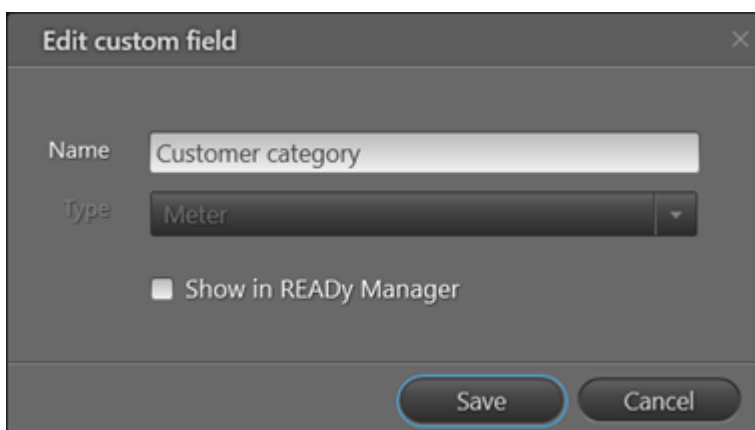 Edit custom field
Name Customer category
Type Meter
Show in READy Manager
Save Cancel